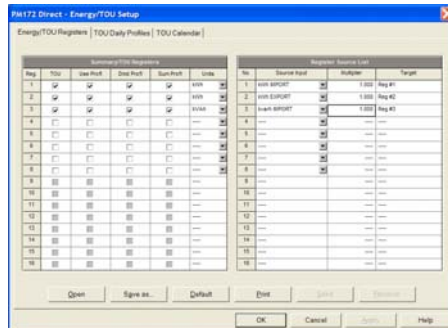 PM172 Direct - Energy/TOU Setup
Energy/TOU Registers TOU Daily Profiles TOU Calendar
Summary/TOU Registers Register Source List
Reg. TOU Use Profl Dmd Profl Sum Profl Units No. Source Input Multiplier Target
1 kWh 1 kWh IMPORT 1.000 Reg #1
2 kWh 2 kWh EXPORT 1.000 Reg #2
3 kVAh 3 kvarh IMPORT 1.000 Reg #3
4 ---- 4 ---- ---- ----
5 ---- 5 ---- ---- ----
6 ---- 6 ---- ---- ----
7 ---- 7 ---- ---- ----
8 ---- 8 ---- ---- ----
9 ---- 9 ---- ---- ----
10 ---- 10 ---- ---- ----
11 ---- 11 ---- ---- ----
12 ---- 12 ---- ---- ----
13 ---- 13 ---- ---- ----
14 ---- 14 ---- ---- ----
15 ---- 15 ---- ---- ----
16 ---- 16 ---- ---- ----
Open Save as... Default Print Send Receive
OK Cancel Apply Help